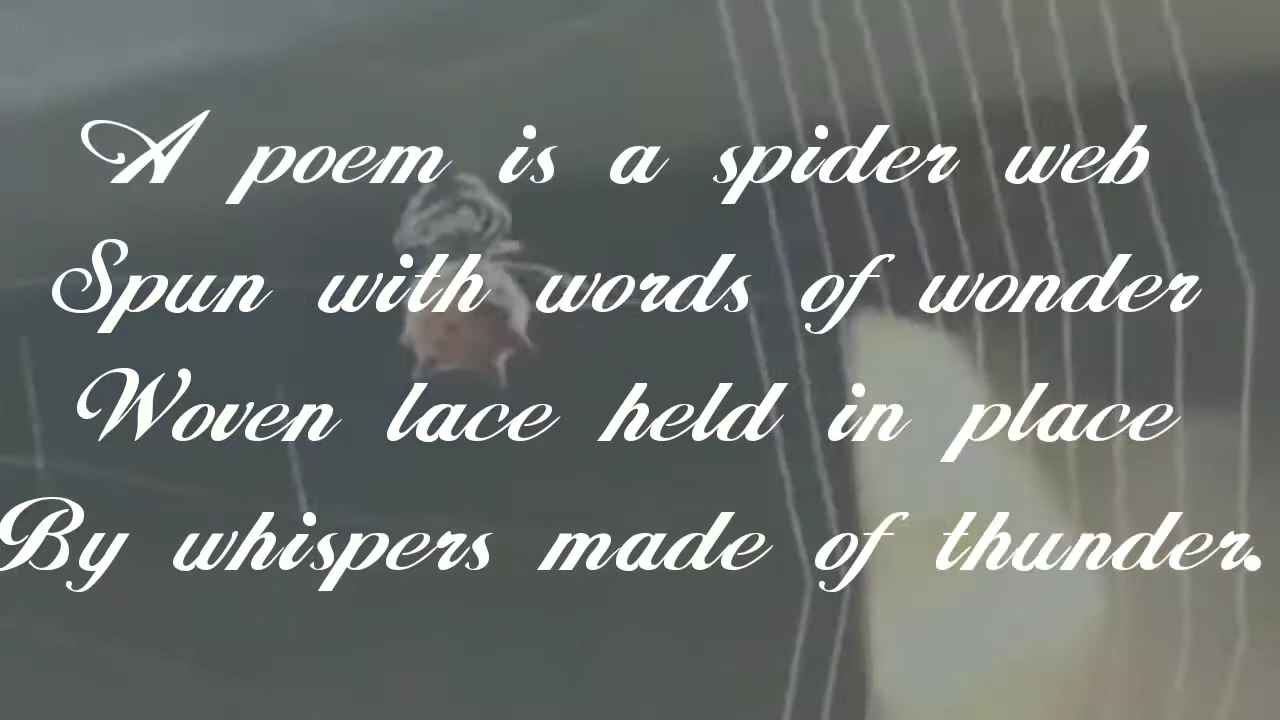 A poem is a spider web
Spun with words of wonder
Woven lace held in place
By whispers made of thunder.